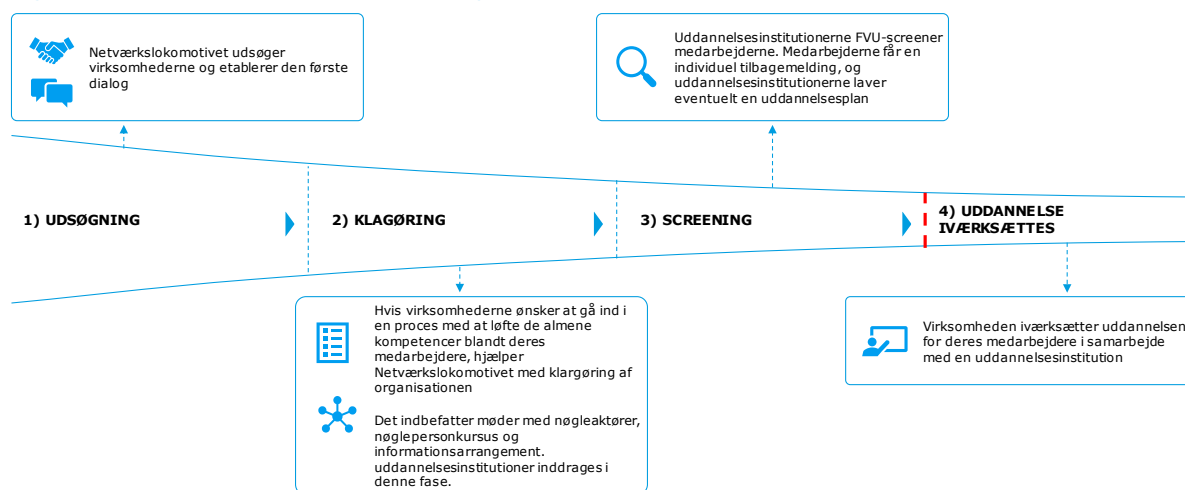 Netværkslokomotivet udsøger
virksomhederne og etablerer den første
dialog
Uddannelsesinstitutionerne FVU-screener
medarbejderne. Medarbejderne får en
individuel tilbagemelding, og
uddannelsesinstitutionerne laver
eventuelt en uddannelsesplan
1) UDSØGNING
2) KLAGØRING
3) SCREENING
4) UDDANNELSE
IVÆRKSÆTTES
Hvis virksomhederne ønsker at gå ind i
en proces med at løfte de almene
kompetencer blandt deres
medarbejdere, hjælper
Netværkslokomotivet med klargøring af
organisationen
Det indbefatter møder med nøgleaktører,
nøglepersonkursus og
informationsarrangement.
uddannelsesinstitutioner inddrages i
denne fase.
Virksomheden iværksætter uddannelsen
for deres medarbejdere i samarbejde
med en uddannelsesinstitution